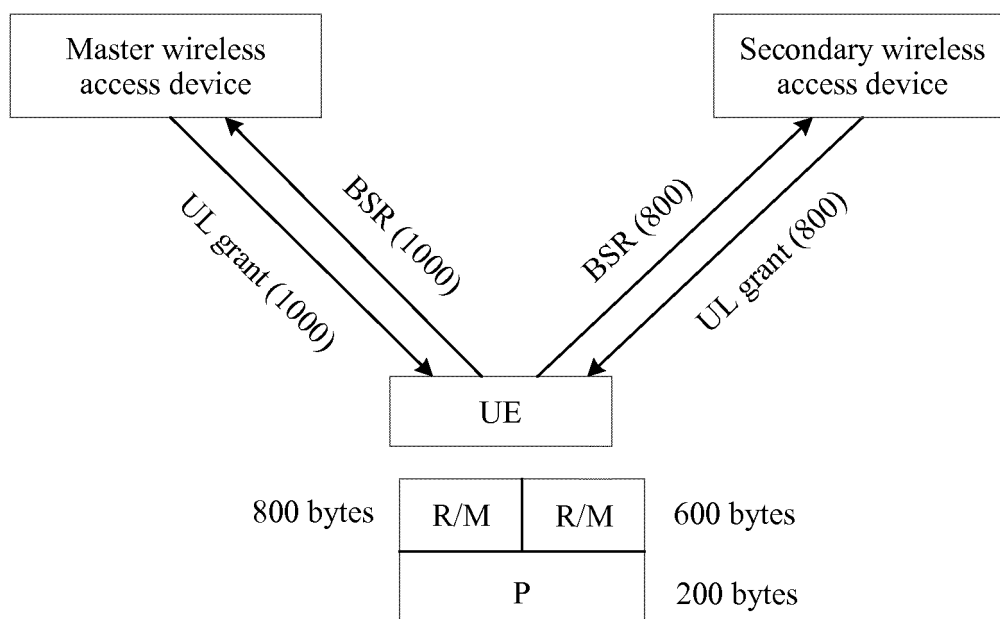 Master wireless
access device
Secondary wireless
access device
UL grant (1000)
BSR (1000)
BSR (800)
UL grant (800)
UE
800 bytes
R/M
R/M
600 bytes
P
200 bytes